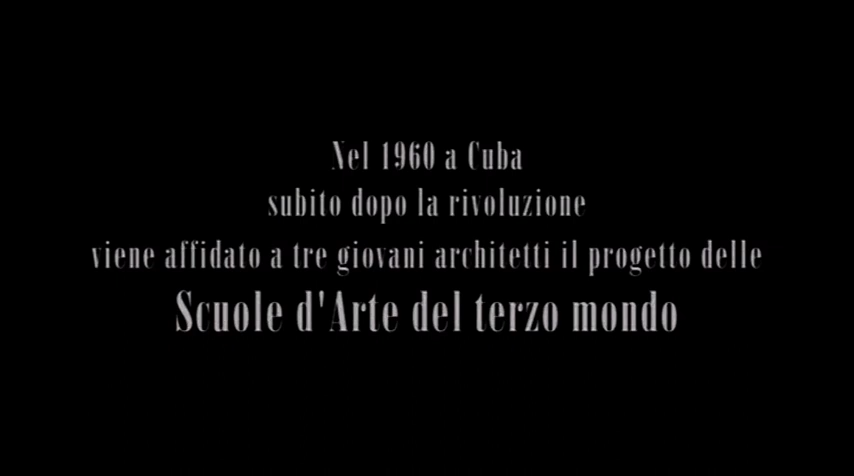 Nel 1960 a Cuba
subito dopo la rivoluzione
viene affidato a tre giovani architetti il progetto delle
Scuole d'Arte del terzo mondo